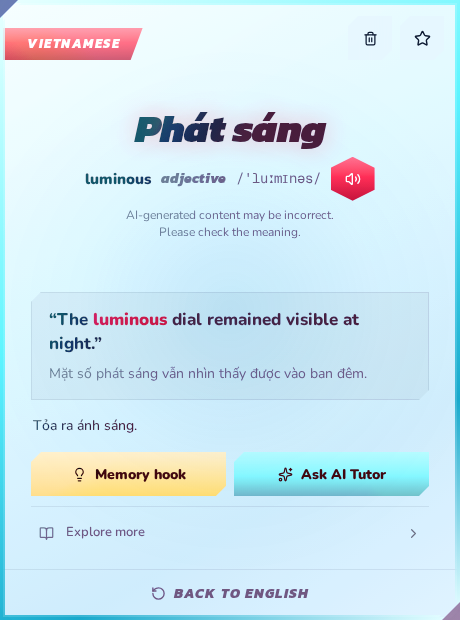 VIETNAMESE
Phát sáng
luminous adjective /ˈluːmɪnəs/
AI-generated content may be incorrect.
Please check the meaning.
“The luminous dial remained visible at
night.”
Mặt số phát sáng vẫn nhìn thấy được vào ban đêm.
Tỏa ra ánh sáng.
Memory hook
Ask AI Tutor
Explore more
BACK TO ENGLISH